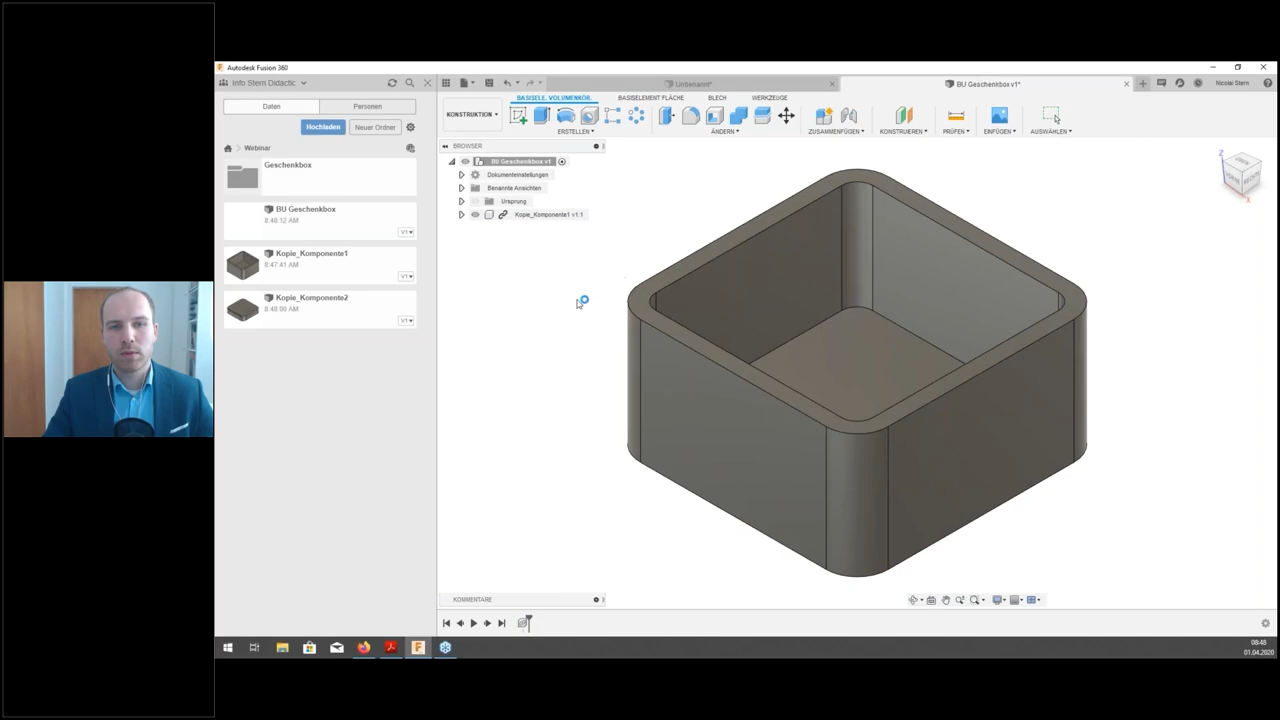 Autodesk Fusion 360
Info Stern Didactic
Unbenannt*
BU Geschenkbox v1*
Nicolai Stern
Daten
Personen
Hochladen
Neuer Ordner
Webinar
Geschenkbox
BU Geschenkbox
8:48:12 AM
V1
Kopie_Komponente1
8:47:41 AM
V1
Kopie_Komponente2
8:48:00 AM
V1
KONSTRUKTION
BASISELE. VOLUMENKÖR.
BASISELEMENT FLÄCHE
BLECH
WERKZEUGE
ERSTELLEN
ÄNDERN
ZUSAMMENFÜGEN
KONSTRUIEREN
PRÜFEN
EINFÜGEN
AUSWÄHLEN
BROWSER
BU Geschenkbox v1
Dokumenteinstellungen
Benannte Ansichten
Ursprung
Kopie_Komponente1 v1:1
Z
OBEN
VORNE
RECHTS
X
KOMMENTARE
08:48
01.04.2020